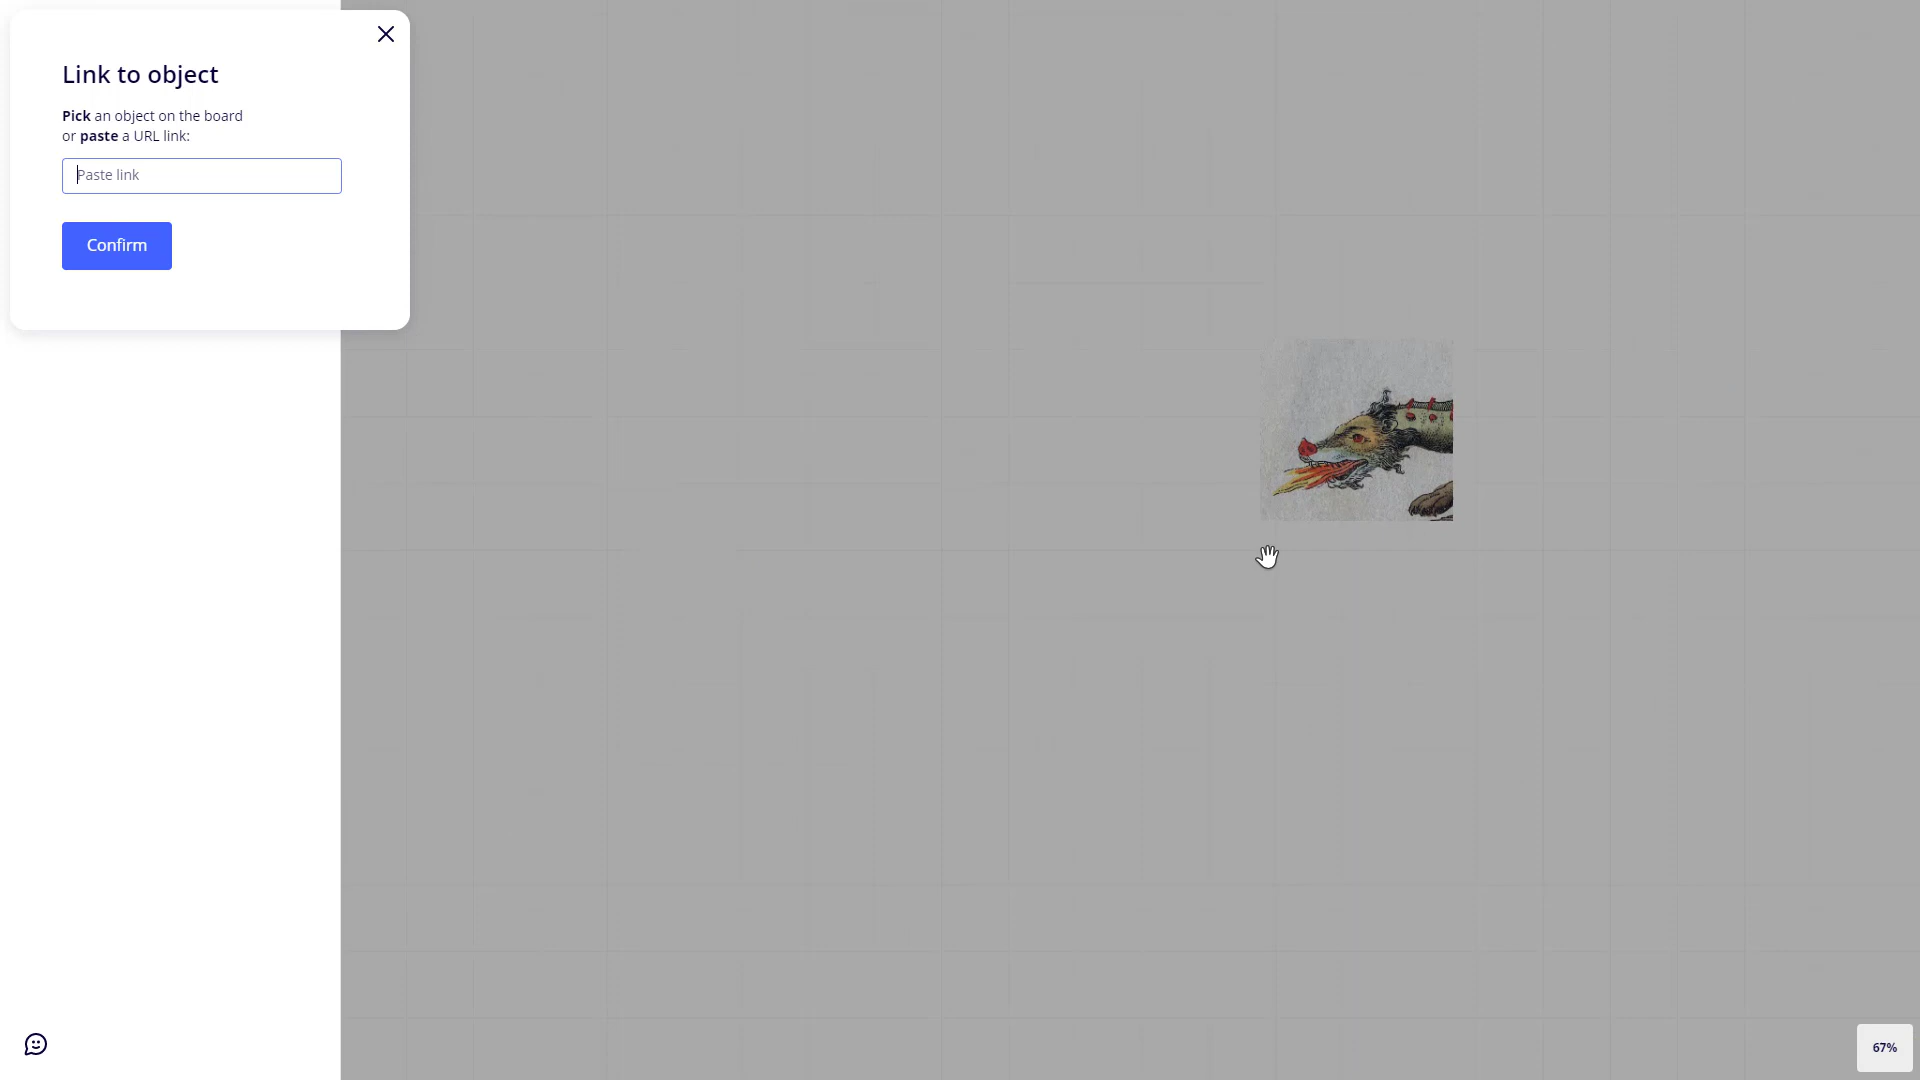 Link to object
Pick an object on the board
or paste a URL link:
Paste link
Confirm
67%